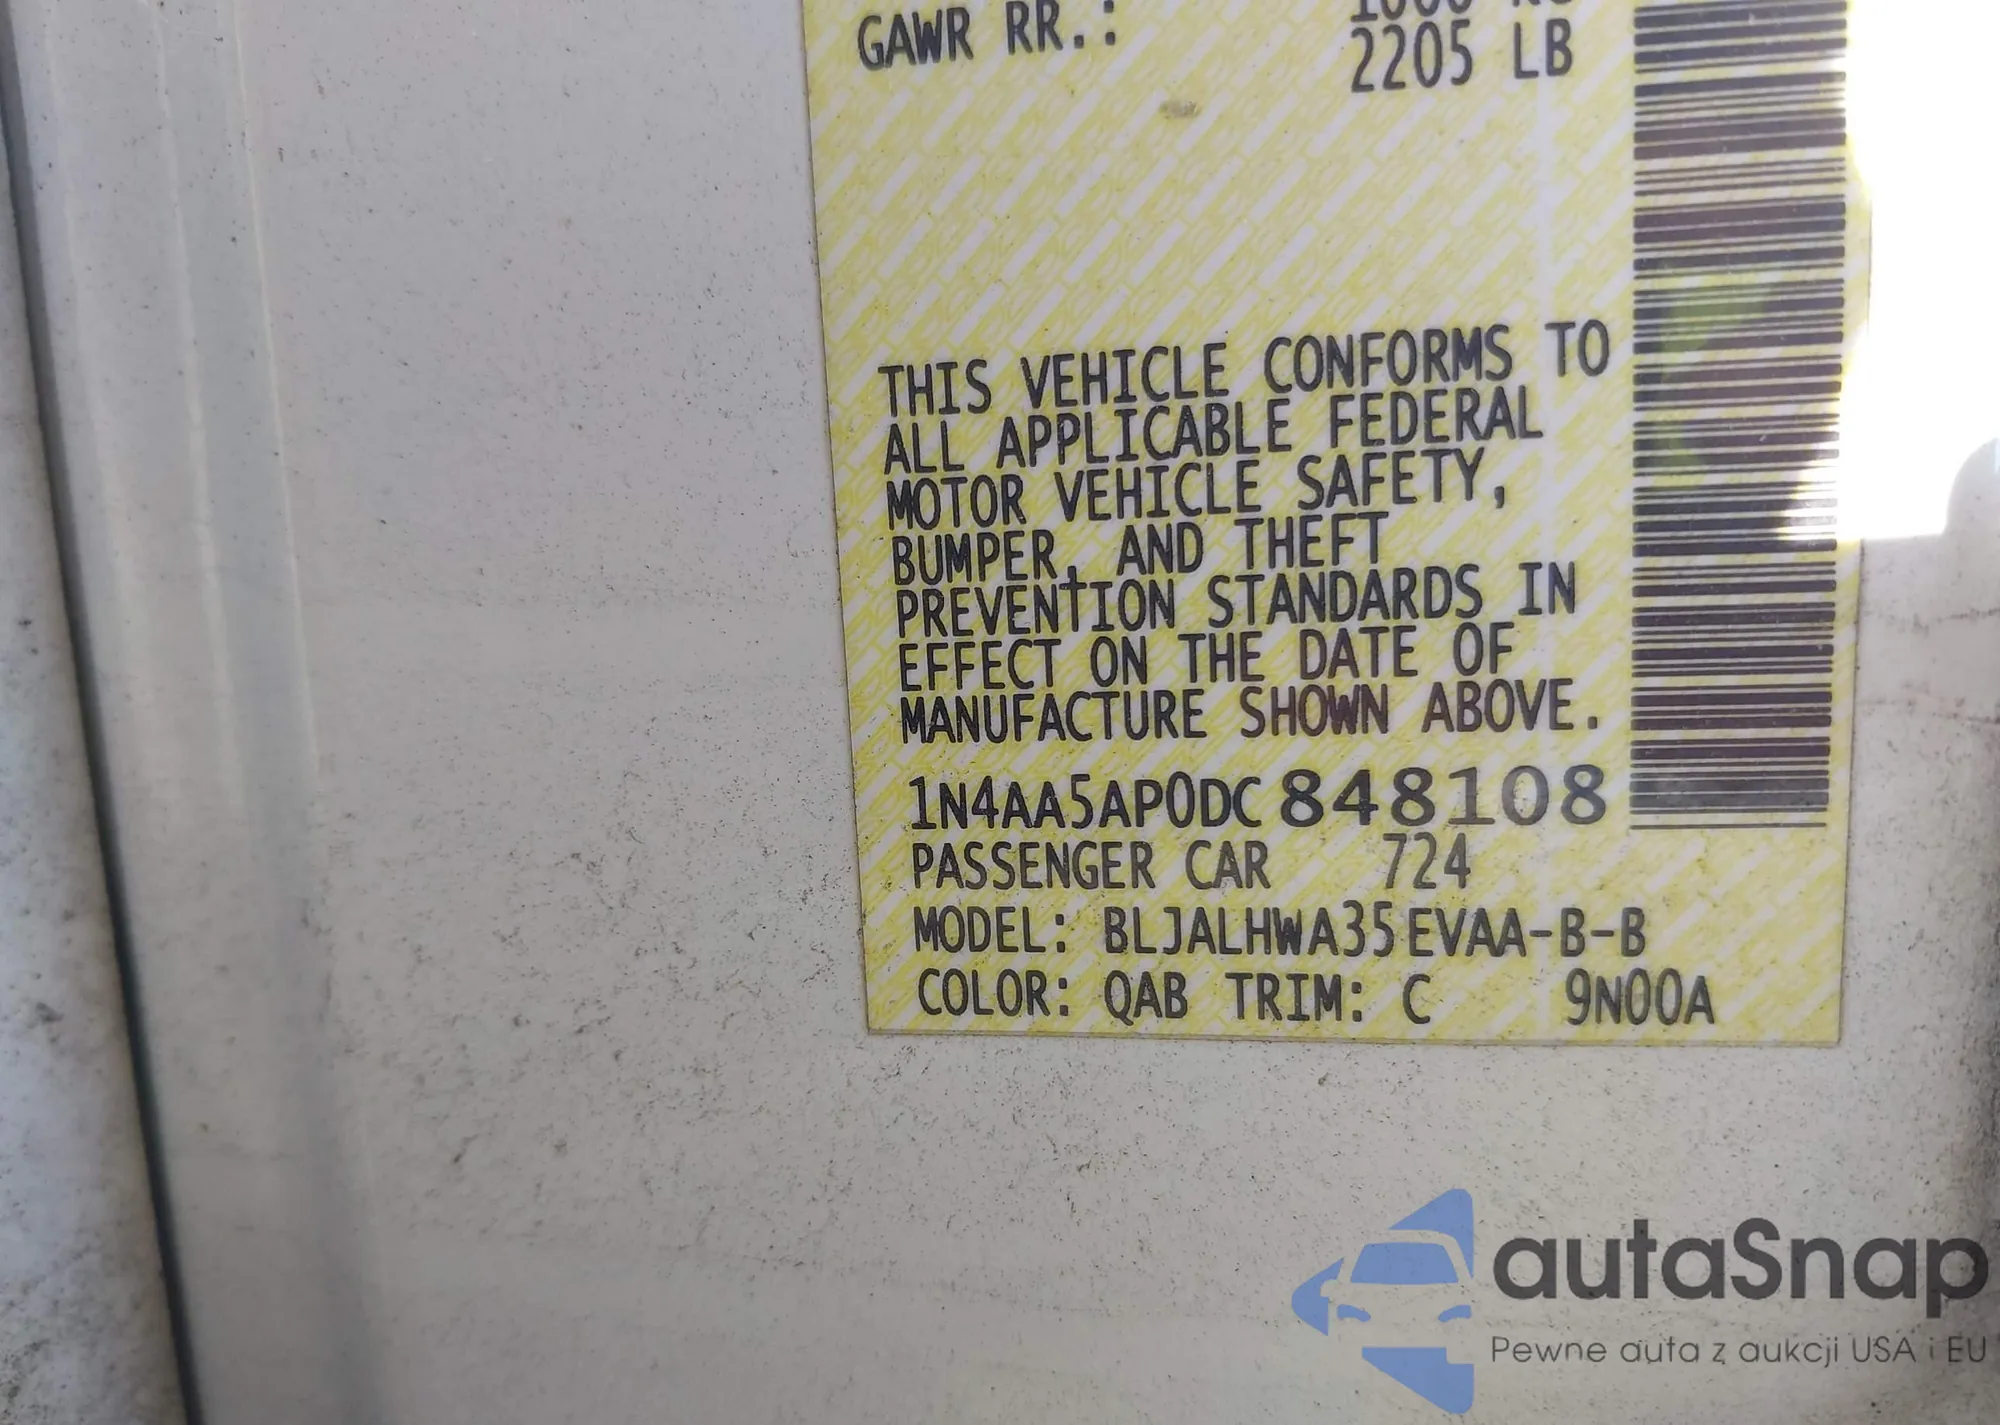 GAWR RR.:
2205 LB
THIS VEHICLE CONFORMS TO
ALL APPLICABLE FEDERAL
MOTOR VEHICLE SAFETY,
BUMPER, AND THEFT
PREVENTION STANDARDS IN
EFFECT ON THE DATE OF
MANUFACTURE SHOWN ABOVE.
1N4AA5AP0DC848108
PASSENGER CAR 724
MODEL: BLJALHWA35EVAA-B-B
COLOR: QAB TRIM: C 9N00A
autaSnap
Pewne auta z aukcji USA i EU